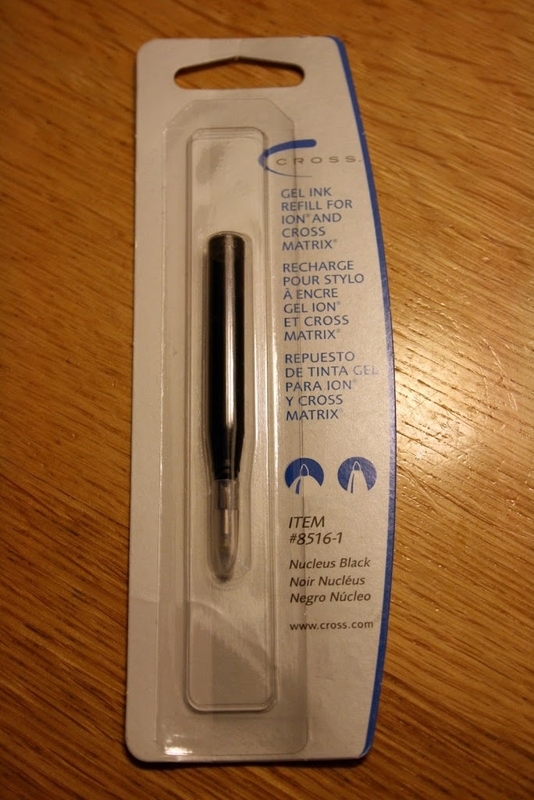 CROSS.
GEL INK
REFILL FOR
ION® AND
CROSS
MATRIX®
RECHARGE
POUR STYLO
À ENCRE
GEL ION®
ET CROSS
MATRIX®
REPUESTO
DE TINTA GEL
PARA ION®
Y CROSS
MATRIX®
ITEM
#8516-1
Nucleus Black
Noir Nucléus
Negro Núcleo
www.cross.com